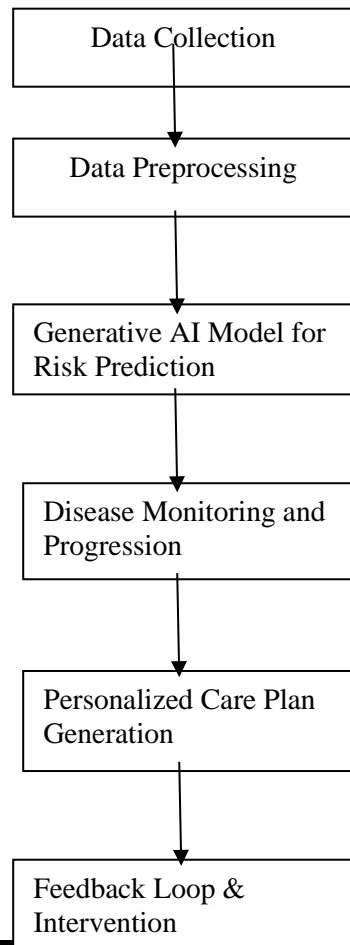 Data Collection
Data Preprocessing
Generative AI Model for
Risk Prediction
Disease Monitoring and
Progression
Personalized Care Plan
Generation
Feedback Loop &
Intervention